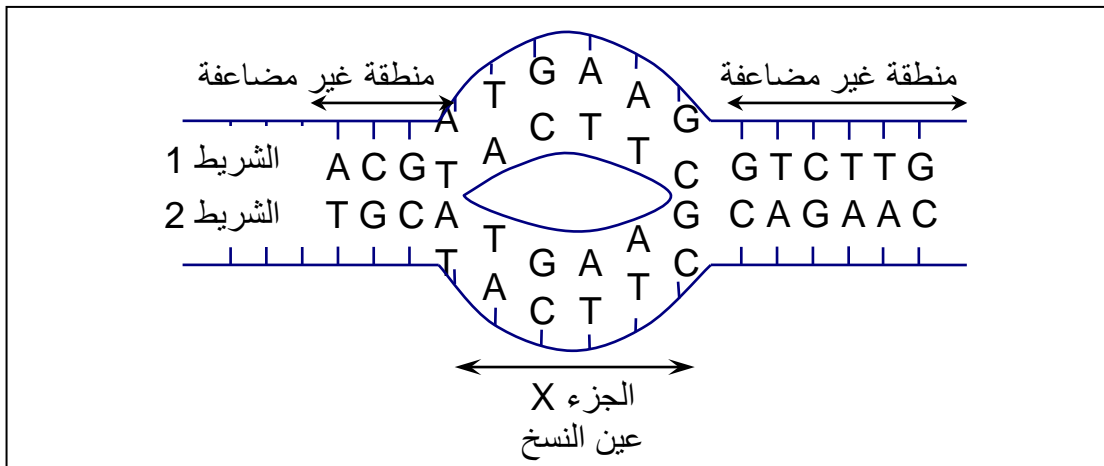 منطقة غير مضاعفة
منطقة غير مضاعفة
A T G A A G
T A C T T C
الشريط 1
A C G
G T C T T G
الشريط 2
T G C
C A G A A C
A T G A A G
T A C T T C
الجزء X
عين النسخ